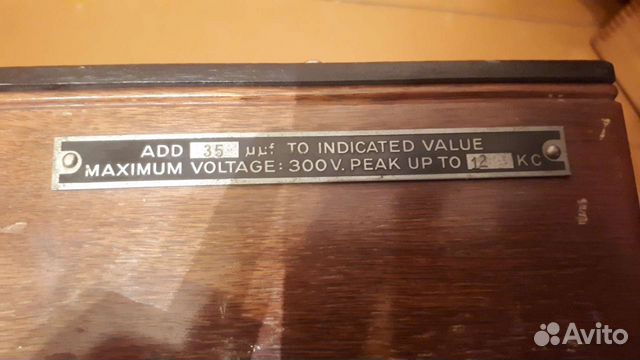 ADD 35 µµf TO INDICATED VALUE
MAXIMUM VOLTAGE: 300 V. PEAK UP TO 12 KC
Avito